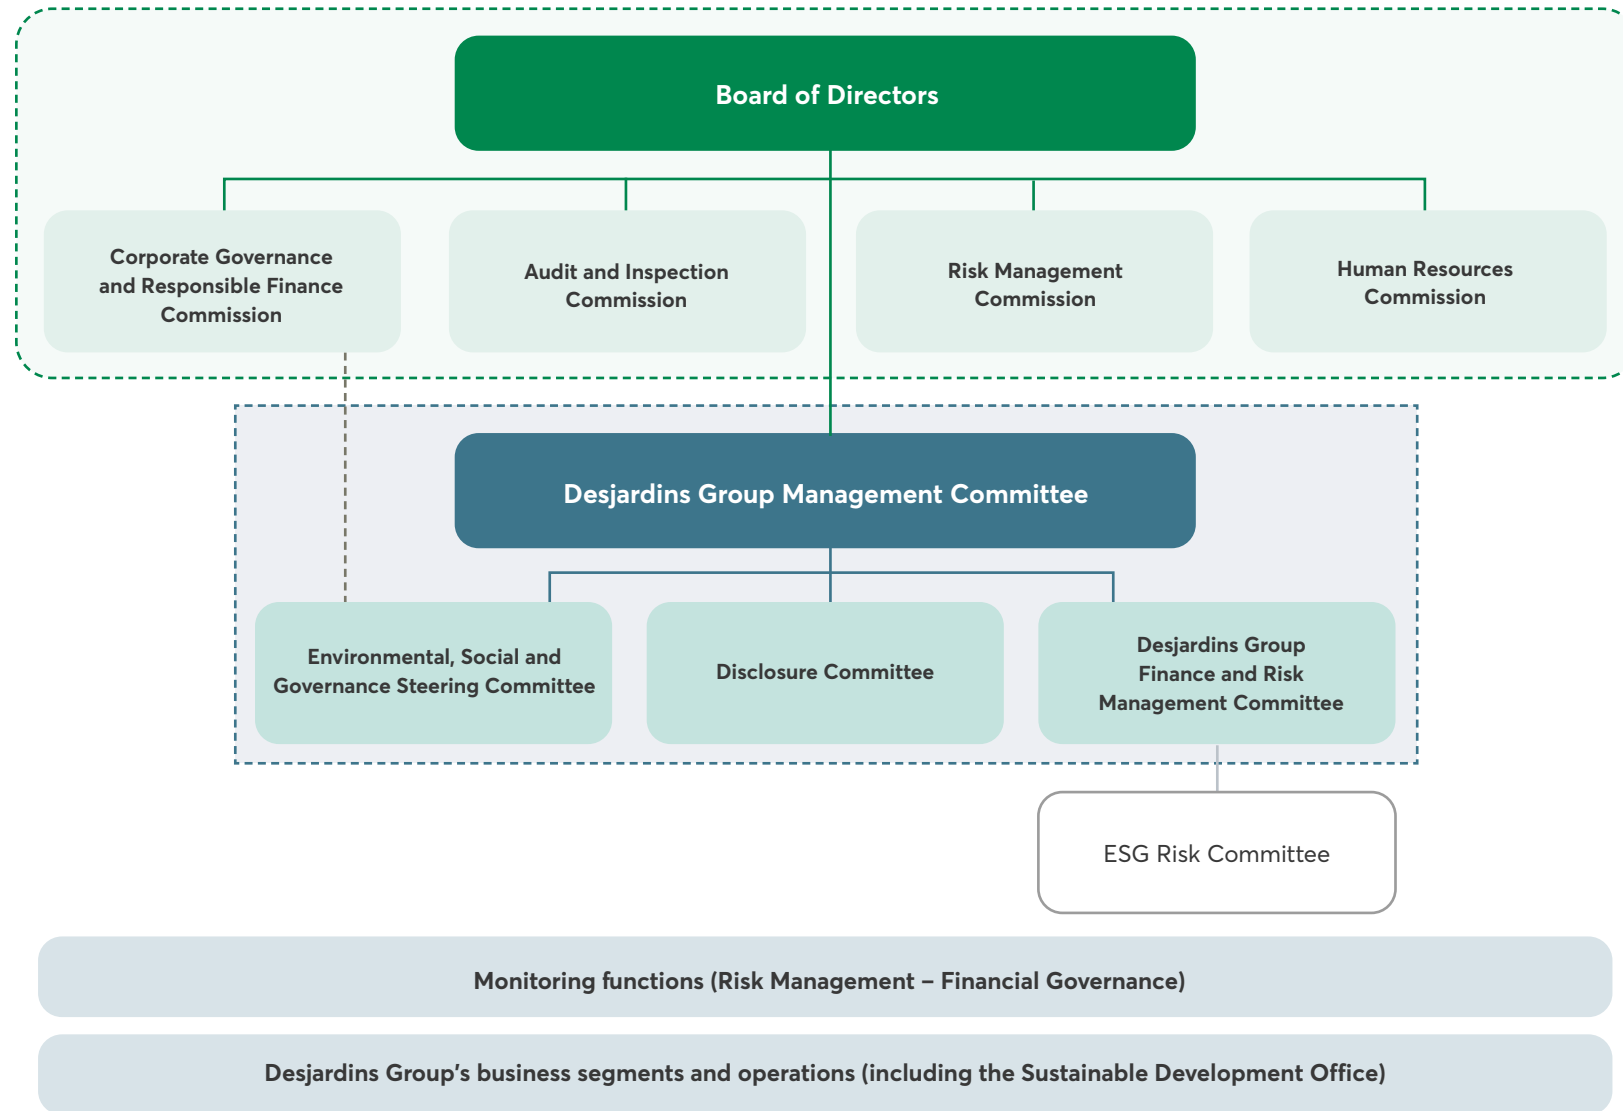 Board of Directors
Corporate Governance
and Responsible Finance
Commission
Audit and Inspection
Commission
Risk Management
Commission
Human Resources
Commission
Desjardins Group Management Committee
Environmental, Social and
Governance Steering Committee
Disclosure Committee
Desjardins Group
Finance and Risk
Management Committee
ESG Risk Committee
Monitoring functions (Risk Management – Financial Governance)
Desjardins Group’s business segments and operations (including the Sustainable Development Office)